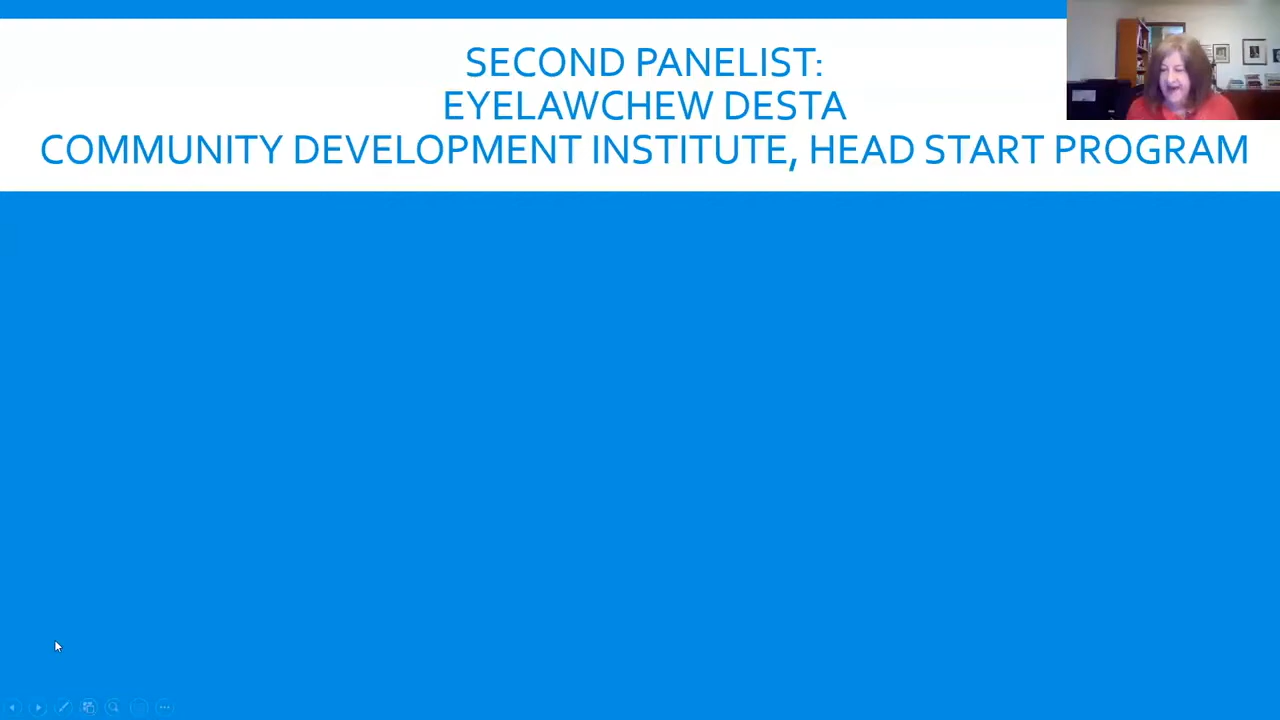 SECOND PANELIST:
EYELAWCHEW DESTA
COMMUNITY DEVELOPMENT INSTITUTE, HEAD START PROGRAM